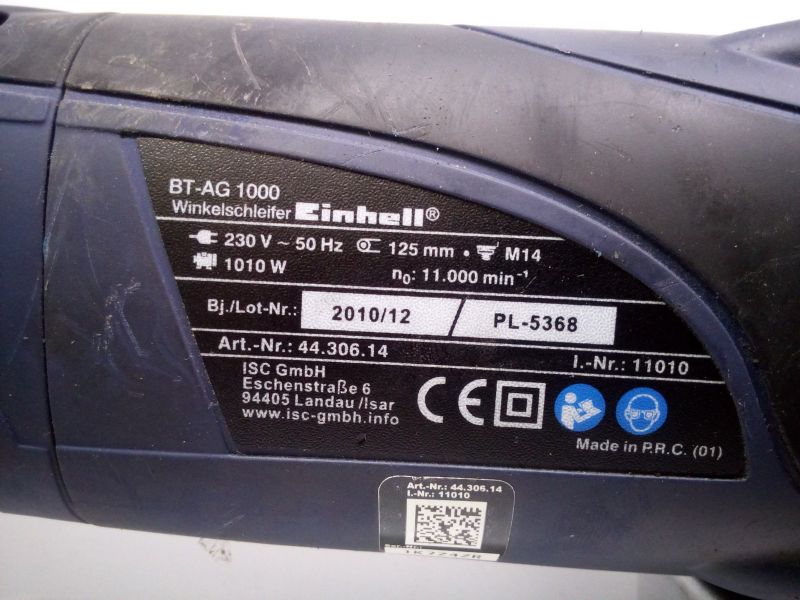 BT-AG 1000
Winkelschleifer Einhell®
230 V ~ 50 Hz 125 mm • M14
1010 W n₀: 11.000 min⁻¹
Bj./Lot-Nr.: 2010/12 / PL-5368
Art.-Nr.: 44.306.14 I.-Nr.: 11010
ISC GmbH
Eschenstraße 6
94405 Landau /Isar
www.isc-gmbh.info
CE
Made in P.R.C. (01)
Art.-Nr.: 44.306.14
I.-Nr.: 11010